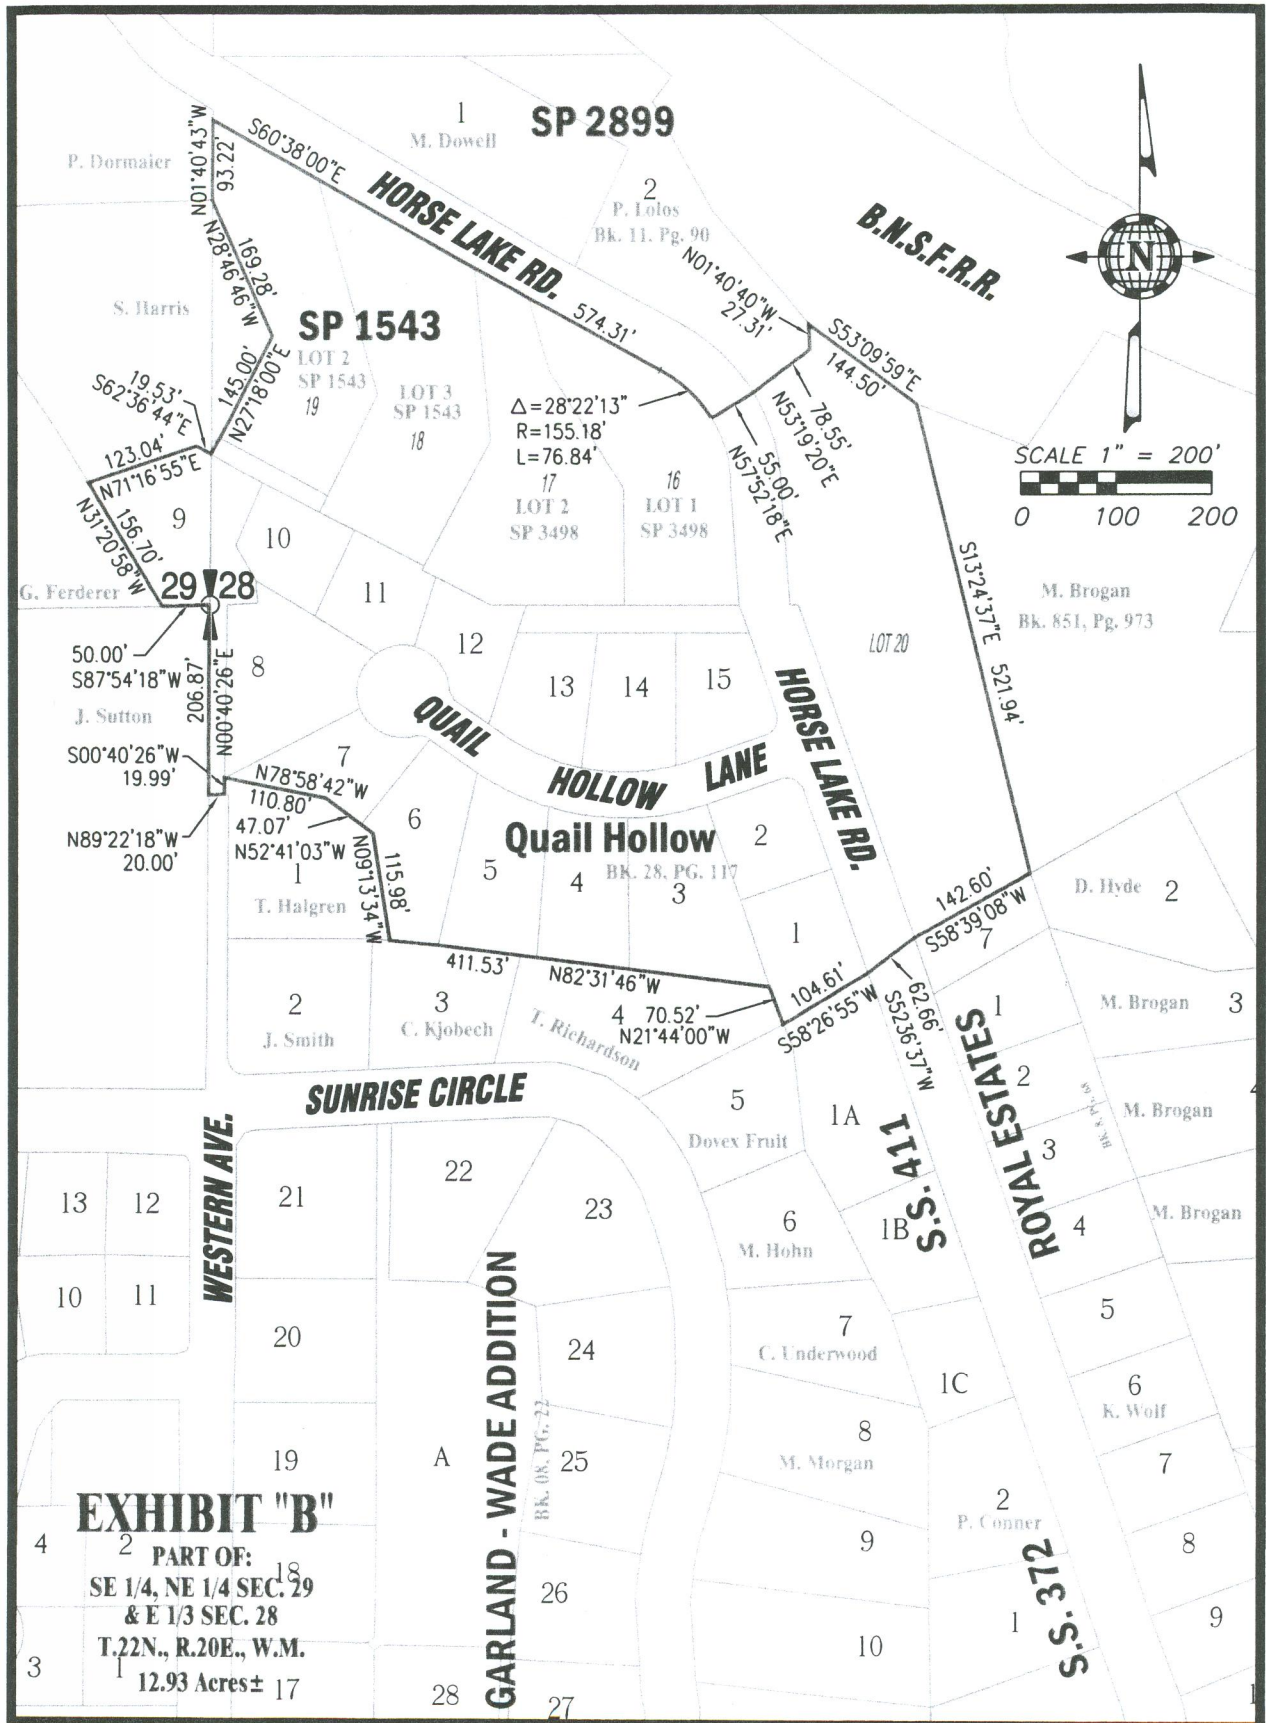 SP 2899
1
M. Dowell
P. Dormaier
N01°40'43"W
93.22'
S60°38'00"E
HORSE LAKE RD.
574.31'
2
P. Lolos
Bk. 11. Pg. 90
B.N.S.F.R.R.
N
N01°40'40"W
27.31'
S53°09'59"E
144.50'
169.28'
N28°46'46"W
S. Harris
SP 1543
LOT 2
SP 1543
19
LOT 3
SP 1543
18
145.00'
N27°18'00"E
19.53'
S62°36'44"E
Δ=28°22'13"
R=155.18'
L=76.84'
17
LOT 2
SP 3498
16
LOT 1
SP 3498
78.55'
N53°19'20"E
55.00'
N57°52'18"E
SCALE 1" = 200'
0 100 200
123.04'
N71°16'55"E
156.70'
N31°20'58"W
9
10
11
12
13
14
15
G. Ferderer
29 28
S13°24'37"E 521.94'
M. Brogan
Bk. 851, Pg. 973
LOT 20
50.00'
S87°54'18"W
J. Sutton
206.87'
N00°40'26"E
8
S00°40'26"W
19.99'
N89°22'18"W
20.00'
QUAIL HOLLOW LANE
HORSE LAKE RD.
7
N78°58'42"W
110.80'
47.07'
N52°41'03"W
1
T. Halgren
115.98'
N09°13'34"W
6
5
4
3
2
1
Quail Hollow
BK. 28, PG. 117
142.60'
S58°39'08"W
D. Hyde 2
7
411.53' N82°31'46"W
70.52'
N21°44'00"W
104.61'
S58°26'55"W
62.66'
S5236'37"W
2
J. Smith
3
C. Kjobech
4
T. Richardson
SUNRISE CIRCLE
5
Dovex Fruit
1A
1B
1C
S.S. 411
ROYAL ESTATES
BK. 8, PG. 68
1
2
3
4
5
6
K. Wolf
7
8
9
M. Brogan 3
M. Brogan
4
M. Brogan
WESTERN AVE.
13
12
10
11
21
22
23
6
M. Hohn
20
24
7
C. Underwood
GARLAND - WADE ADDITION
BK. 08, PG. 22
19
A
25
8
M. Morgan
2
P. Conner
9
S.S. 372
1
10
26
28
27
18
17
4
2
3
1
EXHIBIT "B"
PART OF:
SE 1/4, NE 1/4 SEC. 29
& E 1/3 SEC. 28
T.22N., R.20E., W.M.
12.93 Acres±